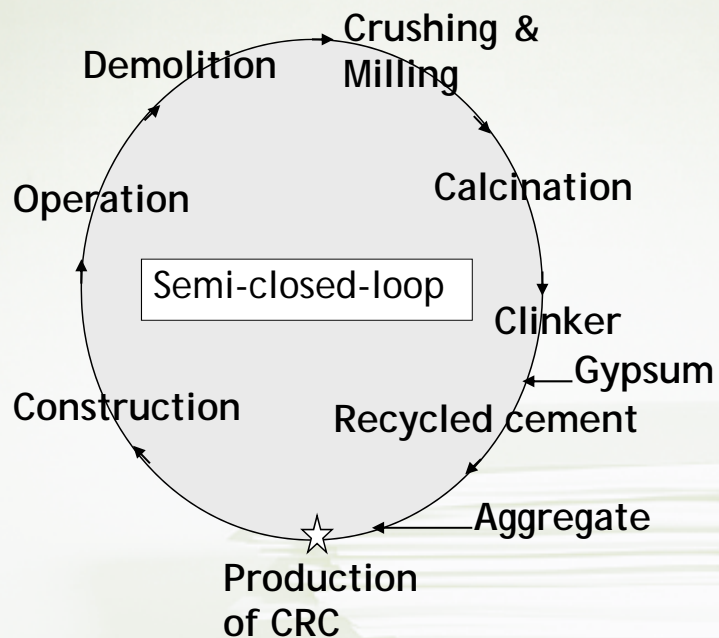 Crushing &
Milling
Demolition
Calcination
Operation
Semi-closed-loop
Clinker
Gypsum
Construction
Recycled cement
Aggregate
Production
of CRC